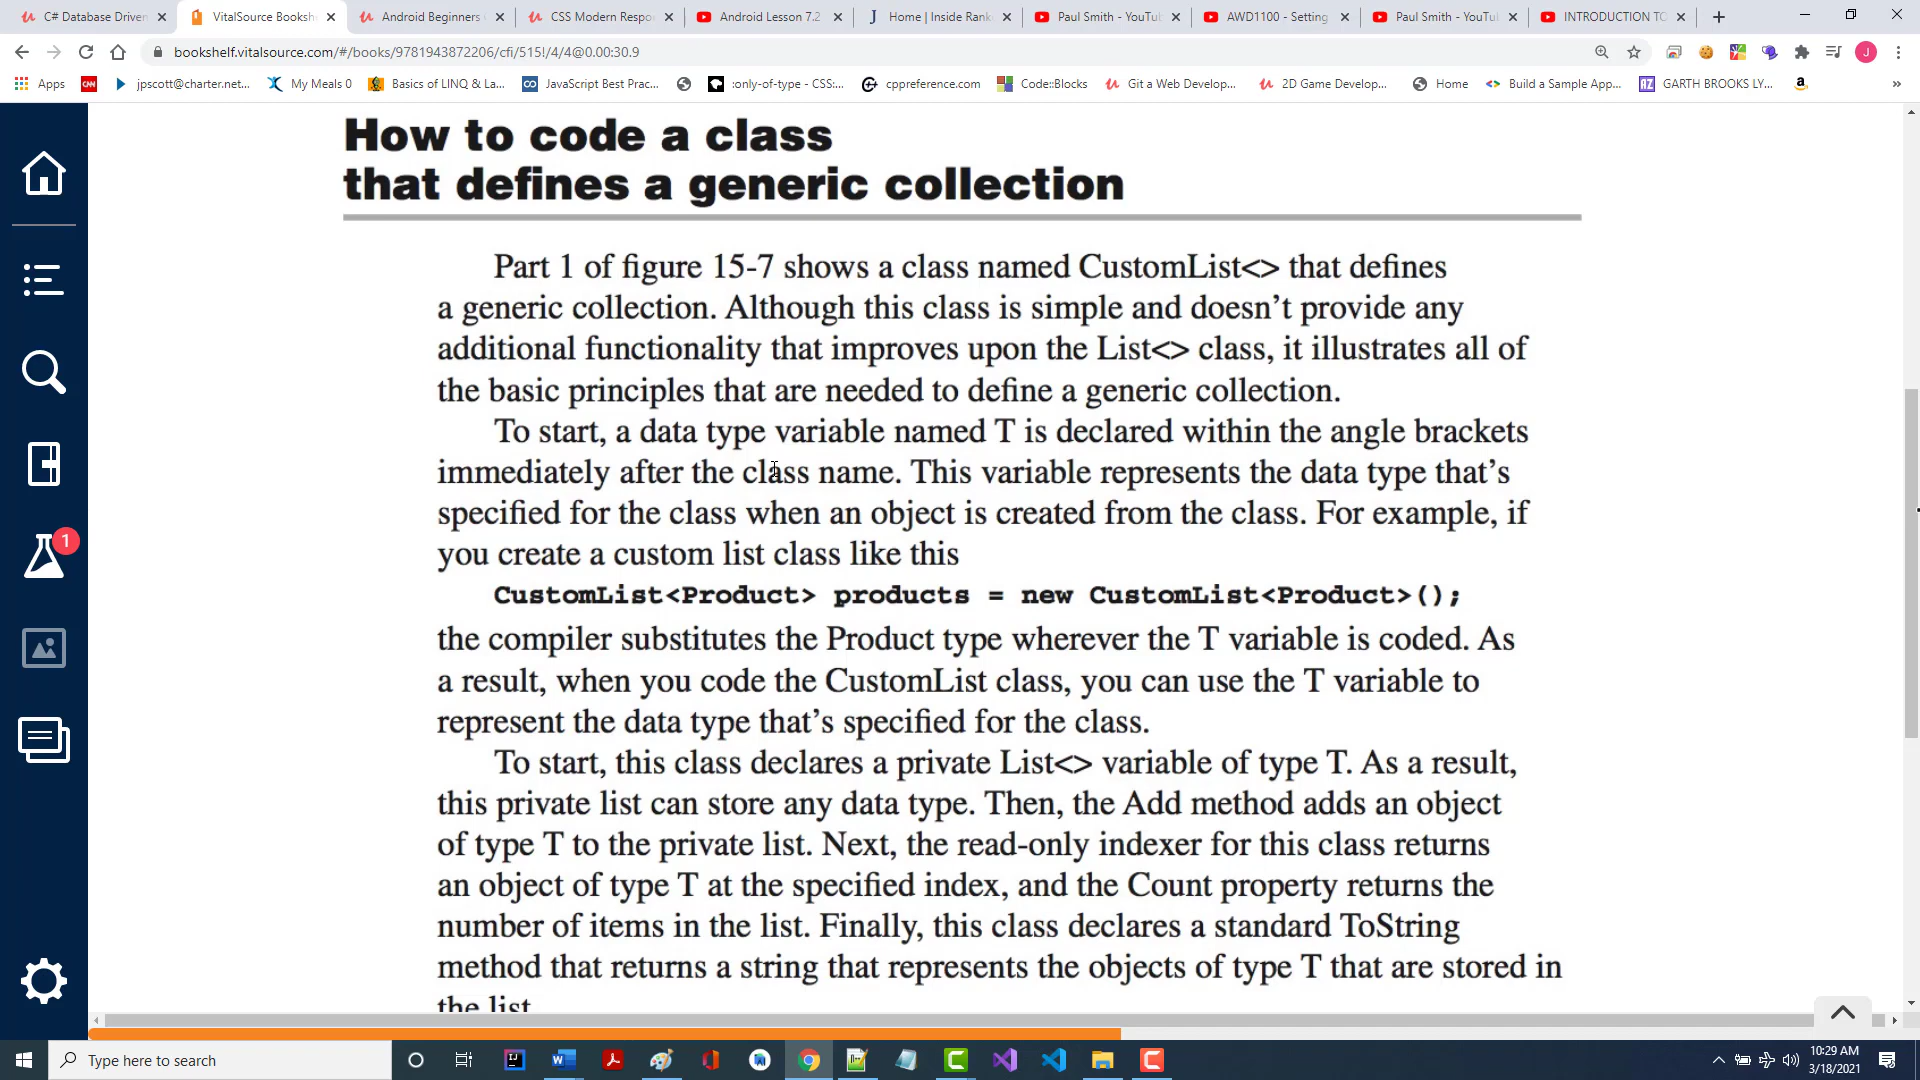 C# Database Driven
VitalSource Booksh
Android Beginners
CSS Modern Respo
Android Lesson 7.2
Home | Inside Rank
Paul Smith - YouTu
AWD1100 - Setting
Paul Smith - YouTu
INTRODUCTION TO
bookshelf.vitalsource.com/#/books/9781943872206/cfi/515!/4/4@0.00:30.9
Apps
jpscott@charter.net...
My Meals 0
Basics of LINQ & La...
JavaScript Best Prac...
:only-of-type - CSS:...
cppreference.com
Code::Blocks
Git a Web Develop...
2D Game Develop...
Home
Build a Sample App...
GARTH BROOKS LY...
How to code a class
that defines a generic collection
Part 1 of figure 15-7 shows a class named CustomList<> that defines
a generic collection. Although this class is simple and doesn’t provide any
additional functionality that improves upon the List<> class, it illustrates all of
the basic principles that are needed to define a generic collection.
To start, a data type variable named T is declared within the angle brackets
immediately after the class name. This variable represents the data type that’s
specified for the class when an object is created from the class. For example, if
you create a custom list class like this
CustomList<Product> products = new CustomList<Product>();
the compiler substitutes the Product type wherever the T variable is coded. As
a result, when you code the CustomList class, you can use the T variable to
represent the data type that’s specified for the class.
To start, this class declares a private List<> variable of type T. As a result,
this private list can store any data type. Then, the Add method adds an object
of type T to the private list. Next, the read-only indexer for this class returns
an object of type T at the specified index, and the Count property returns the
number of items in the list. Finally, this class declares a standard ToString
method that returns a string that represents the objects of type T that are stored in
the list.
1
Type here to search
10:29 AM
3/18/2021